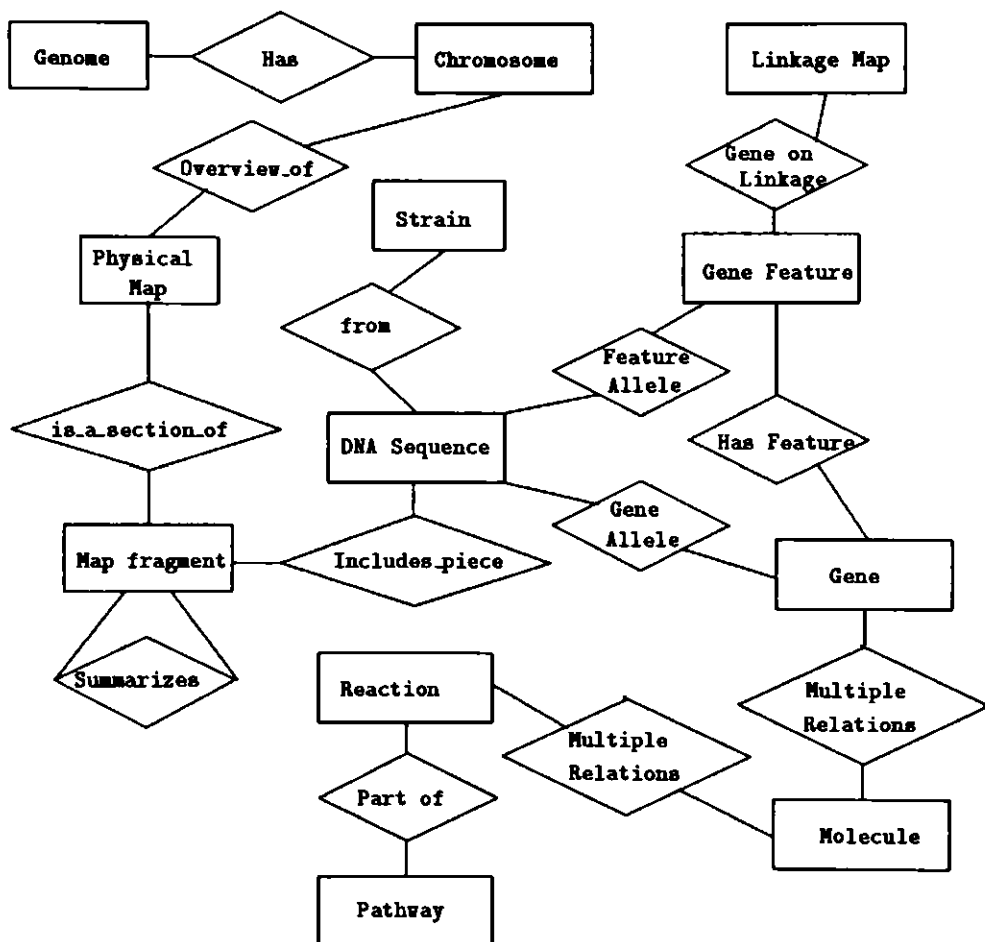 Genome
Has
Chromosome
Linkage Map
Overview_of
Gene on
Linkage
Strain
Physical
Map
Gene Feature
from
Feature
Allele
is_a_section_of
DNA Sequence
Has Feature
Gene
Allele
Map fragment
Includes_piece
Gene
Summarizes
Reaction
Multiple
Relations
Multiple
Relations
Part of
Molecule
Pathway